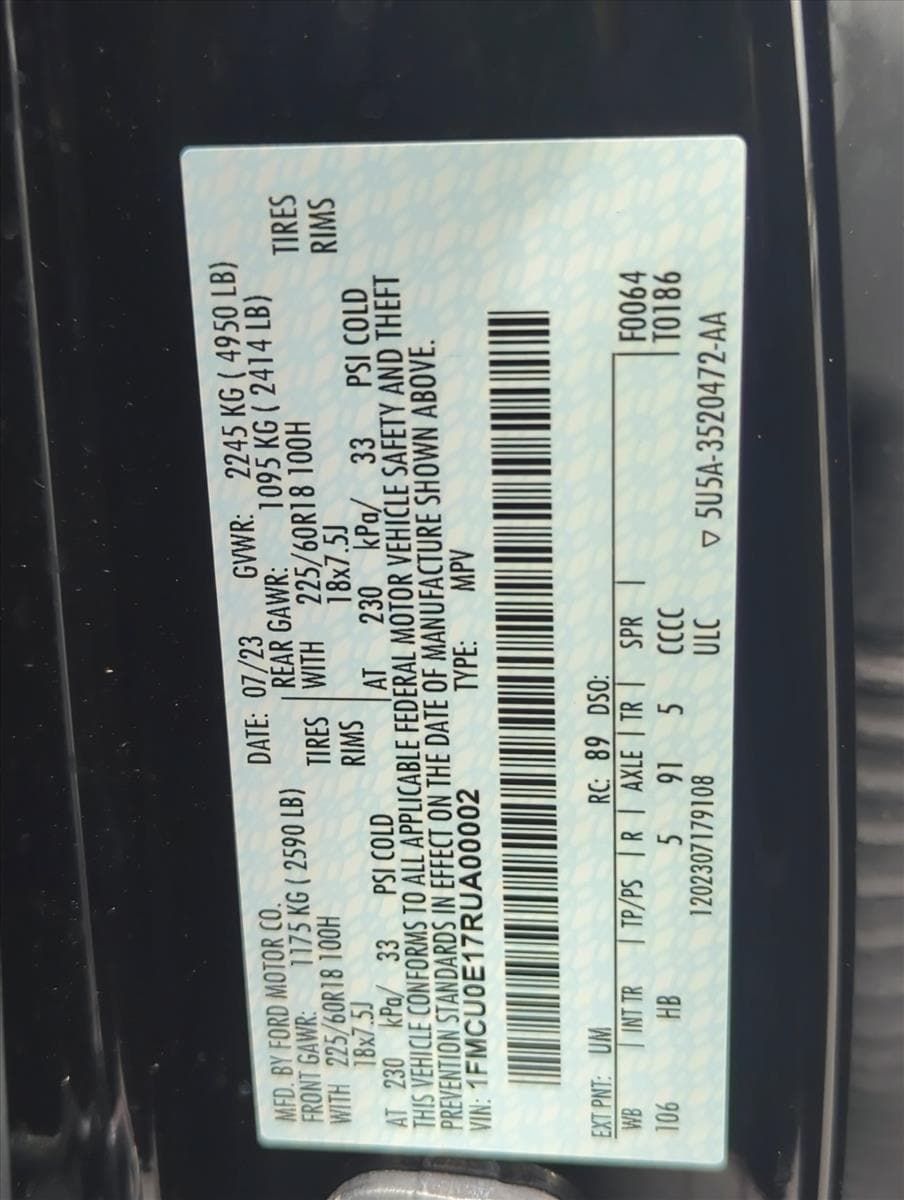 MFD. BY FORD MOTOR CO. DATE: 07/23 GVWR: 2245 KG ( 4950 LB)
FRONT GAWR: 1175 KG ( 2590 LB) REAR GAWR: 1095 KG ( 2414 LB)
WITH 225/60R18 100H TIRES WITH 225/60R18 100H TIRES
18x7.5J RIMS 18x7.5J RIMS
AT 230 kPa/ 33 PSI COLD AT 230 kPa/ 33 PSI COLD
THIS VEHICLE CONFORMS TO ALL APPLICABLE FEDERAL MOTOR VEHICLE SAFETY AND THEFT
PREVENTION STANDARDS IN EFFECT ON THE DATE OF MANUFACTURE SHOWN ABOVE.
VIN: 1FMCU0E17RUA00002 TYPE: MPV
EXT PNT: UM RC: 89 DSO:
WB | INT TR | TP/PS | R | AXLE | TR | SPR | F0064
106 HB 5 91 5 CCCC T0186
1202307179108 ULC ▽ 5U5A-3520472-AA